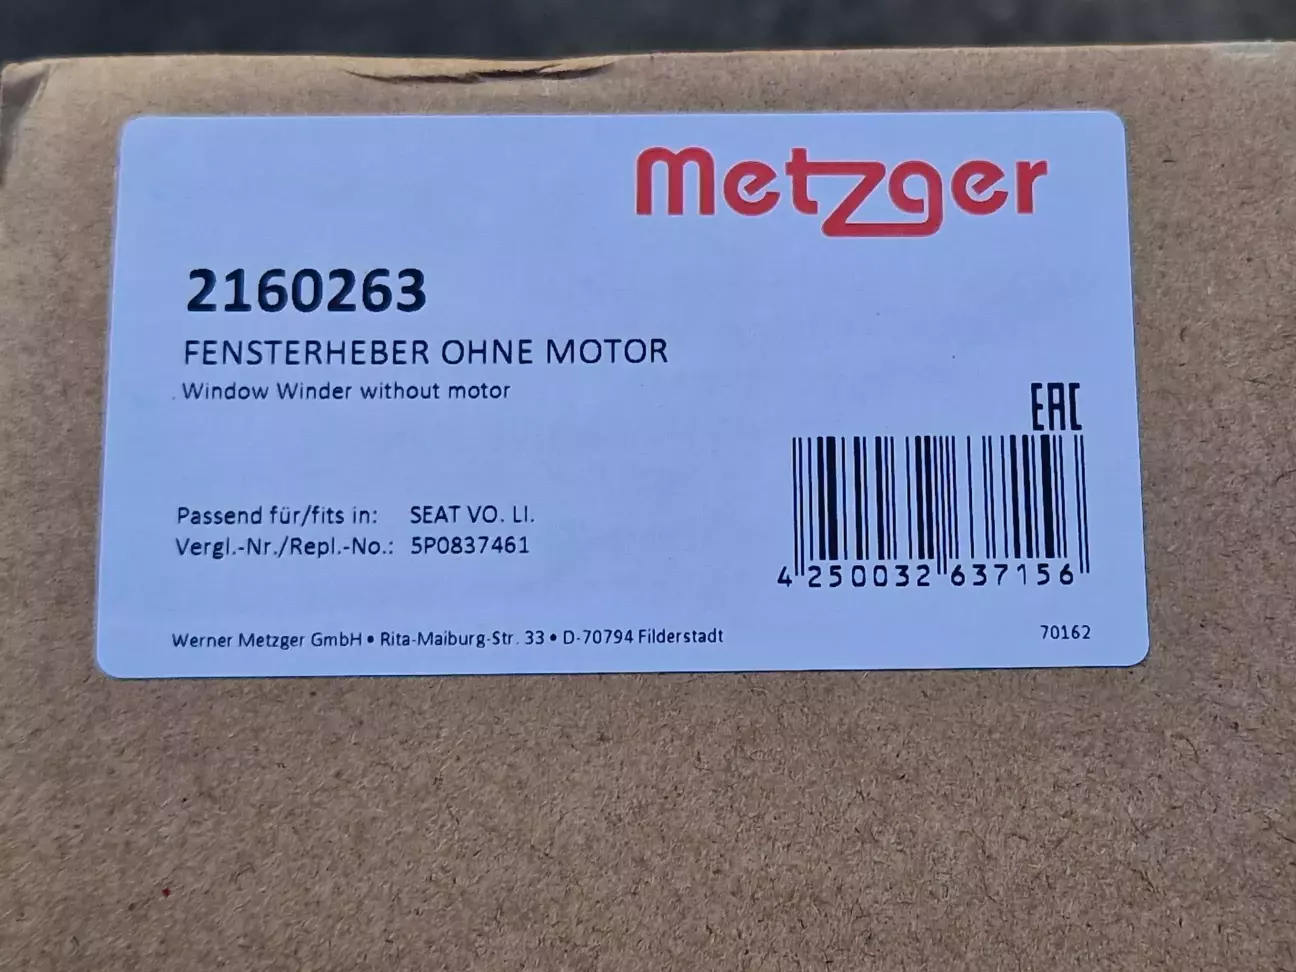 Metzger
2160263
FENSTERHEBER OHNE MOTOR
Window Winder without motor
EAC
Passend für/fits in: SEAT VO. LI.
Vergl.-Nr./Repl.-No.: 5P0837461
4 250032 637156
Werner Metzger GmbH • Rita-Maiburg-Str. 33 • D-70794 Filderstadt
70162